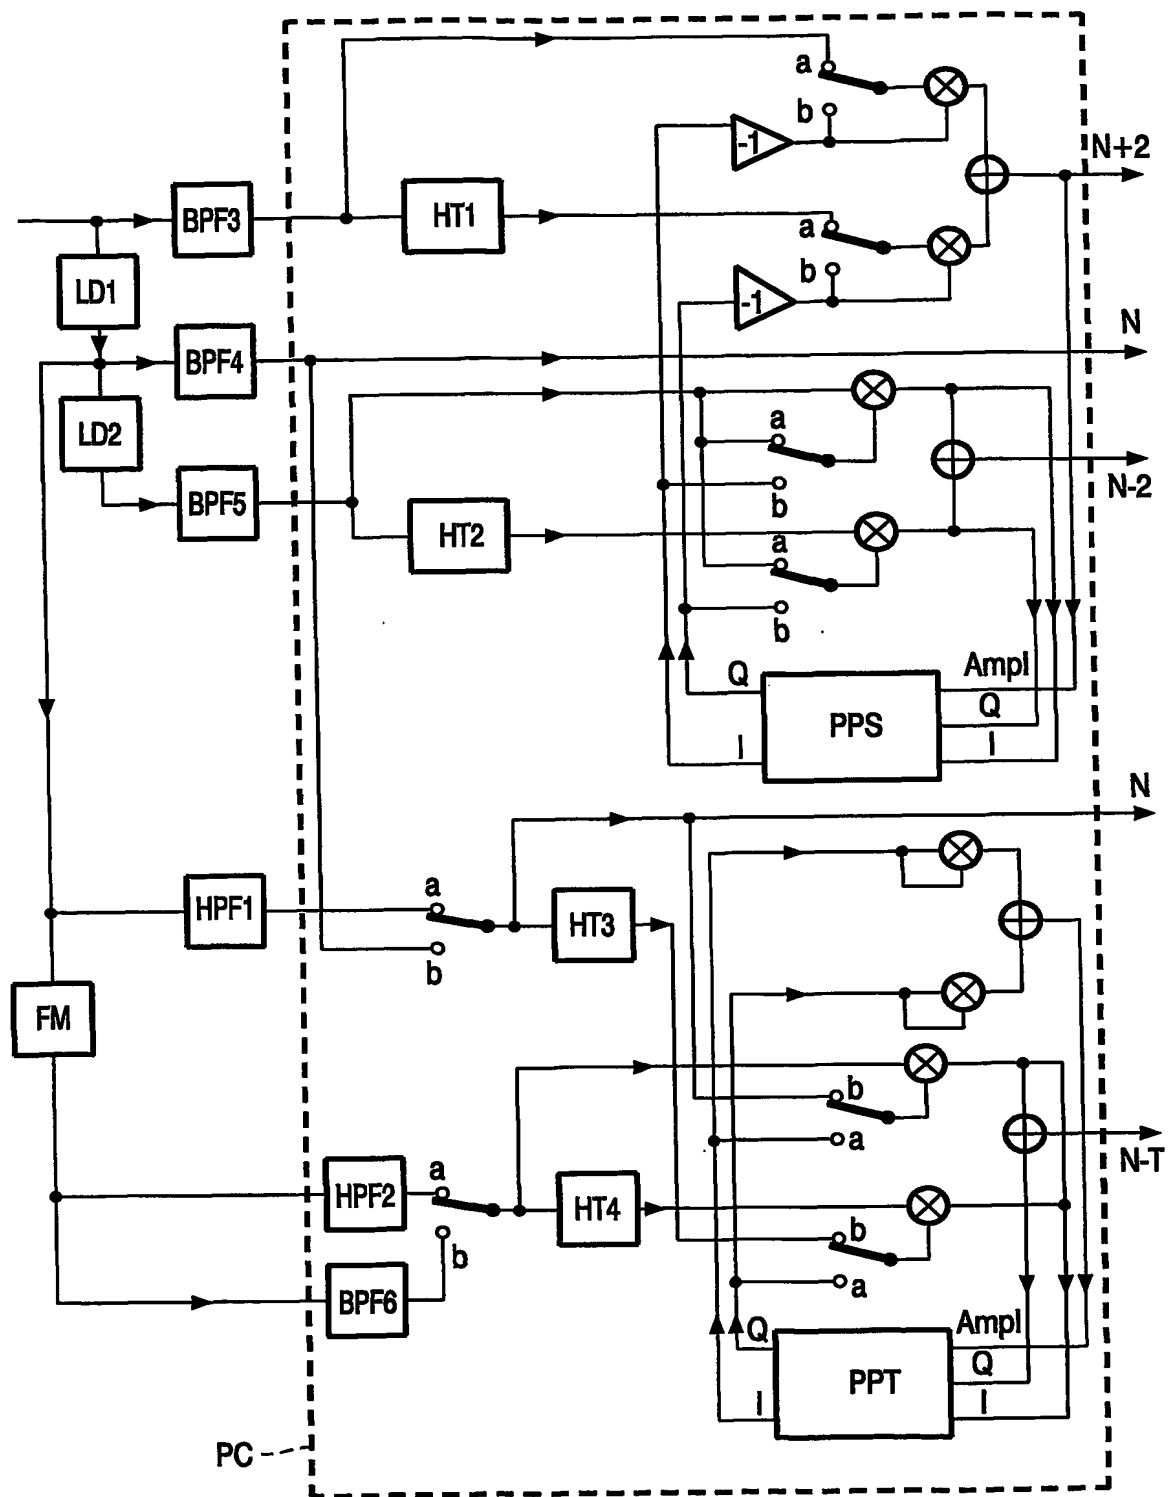 a
b
-1
N+2
BPF3
HT1
a
b
-1
LD1
N
BPF4
LD2
a
b
N-2
BPF5
HT2
a
b
Q
Ampl
PPS
Q
I
I
N
HPF1
a
b
HT3
FM
b
a
N-T
HPF2
a
b
HT4
b
a
BPF6
Q
Ampl
PPT
Q
I
I
PC